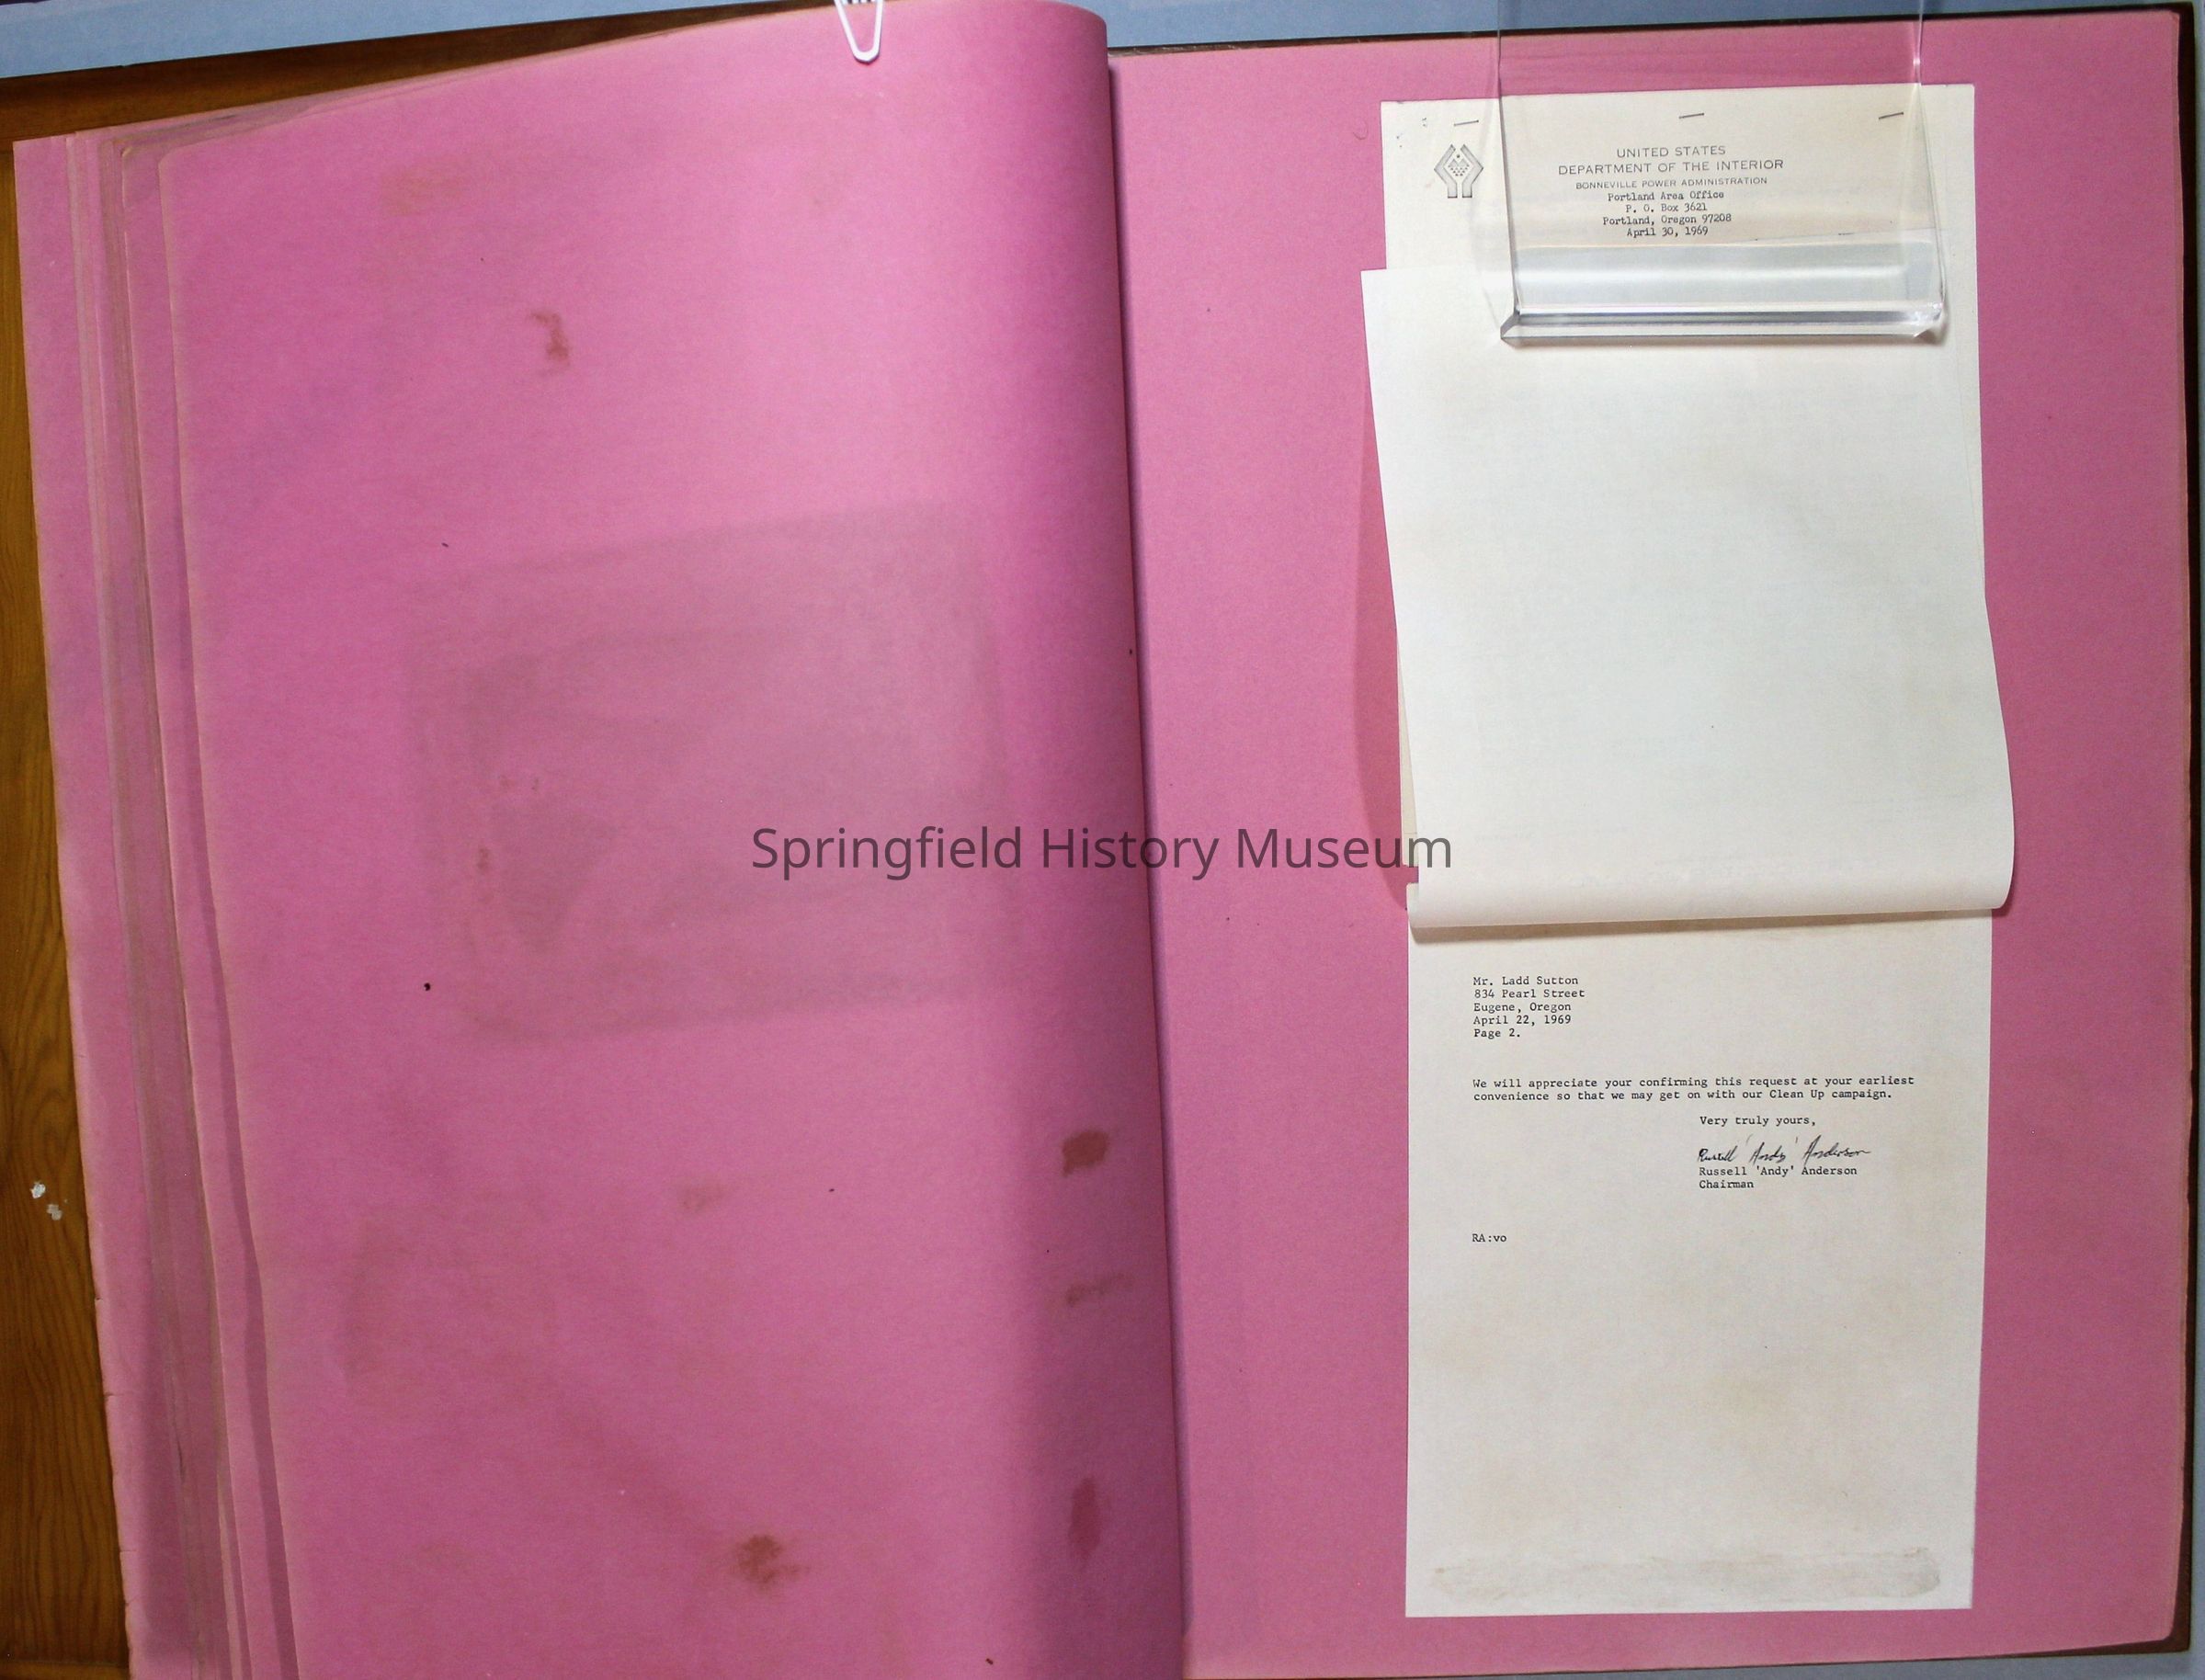 UNITED STATES
DEPARTMENT OF THE INTERIOR
BONNEVILLE POWER ADMINISTRATION
Portland Area Office
P. O. Box 3621
Portland, Oregon 97208
April 30, 1969
Springfield History Museum
Mr. Ladd Sutton
834 Pearl Street
Eugene, Oregon
April 22, 1969
Page 2.
We will appreciate your confirming this request at your earliest
convenience so that we may get on with our Clean Up campaign.
Very truly yours,
Russell 'Andy' Anderson
Russell 'Andy' Anderson
Chairman
RA:vo